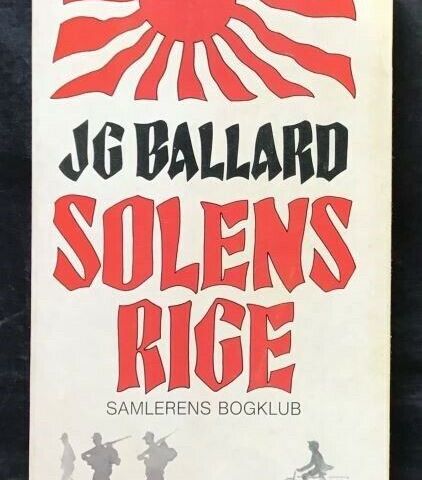 JG BALLARD
SOLENS
RIGE
SAMLERENS BOGKLUB